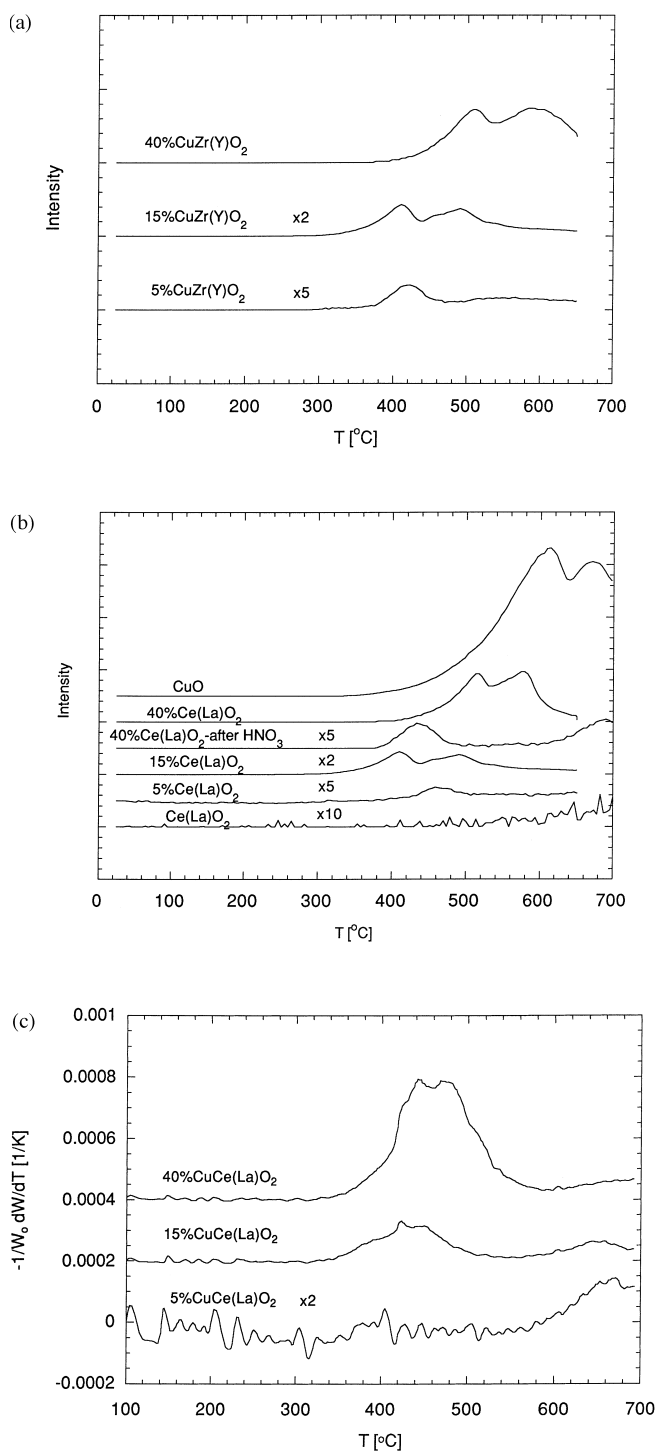 (a)
Intensity
40%CuZr(Y)O2
15%CuZr(Y)O2 x2
5%CuZr(Y)O2 x5
0 100 200 300 400 500 600 700
T [°C]
(b)
Intensity
CuO
40%Ce(La)O2
40%Ce(La)O2-after HNO3 x5
15%Ce(La)O2 x2
5%Ce(La)O2 x5
Ce(La)O2 x10
0 100 200 300 400 500 600 700
T [°C]
(c)
-1/Wo dW/dT [1/K]
0.001
0.0008
0.0006
0.0004
0.0002
0
-0.0002
40%CuCe(La)O2
15%CuCe(La)O2
5%CuCe(La)O2 x2
100 200 300 400 500 600 700
T [°C]